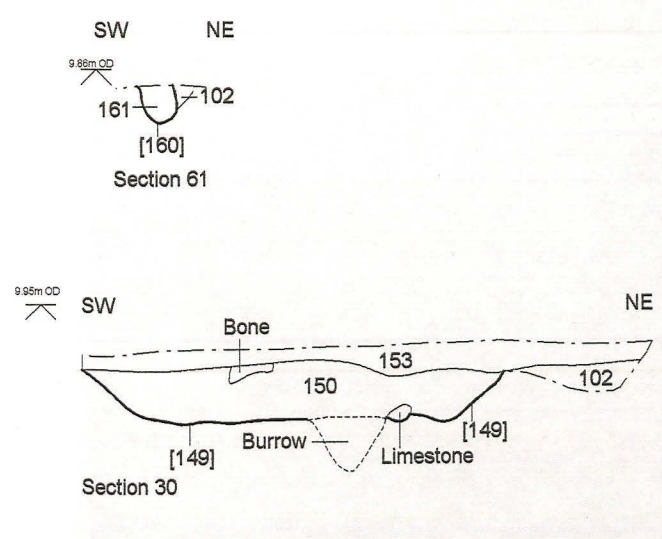 SW NE
9.86m OD
161 102
[160]
Section 61
9.95m OD
SW NE
Bone
153
150 102
Burrow [149]
[149] Limestone
Section 30